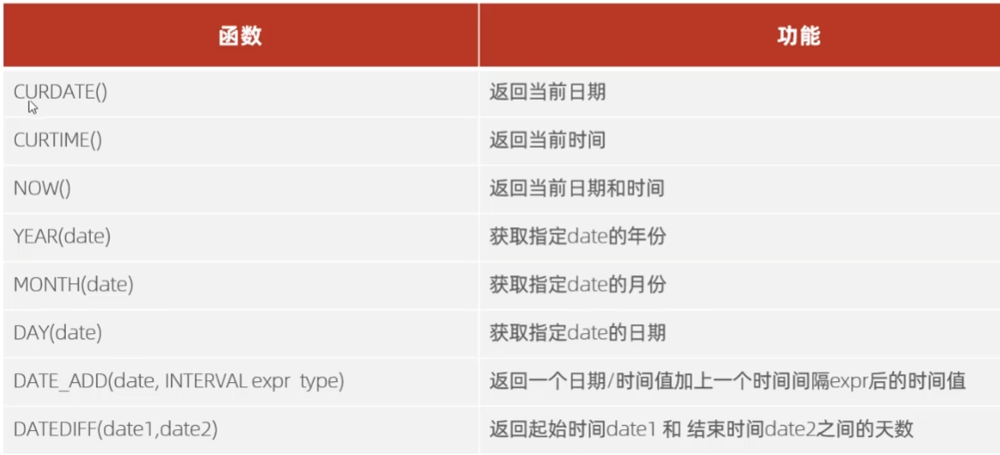 函数 功能
CURDATE() 返回当前日期
CURTIME() 返回当前时间
NOW() 返回当前日期和时间
YEAR(date) 获取指定date的年份
MONTH(date) 获取指定date的月份
DAY(date) 获取指定date的日期
DATE_ADD(date, INTERVAL expr type) 返回一个日期/时间值加上一个时间间隔expr后的时间值
DATEDIFF(date1,date2) 返回起始时间date1 和 结束时间date2之间的天数